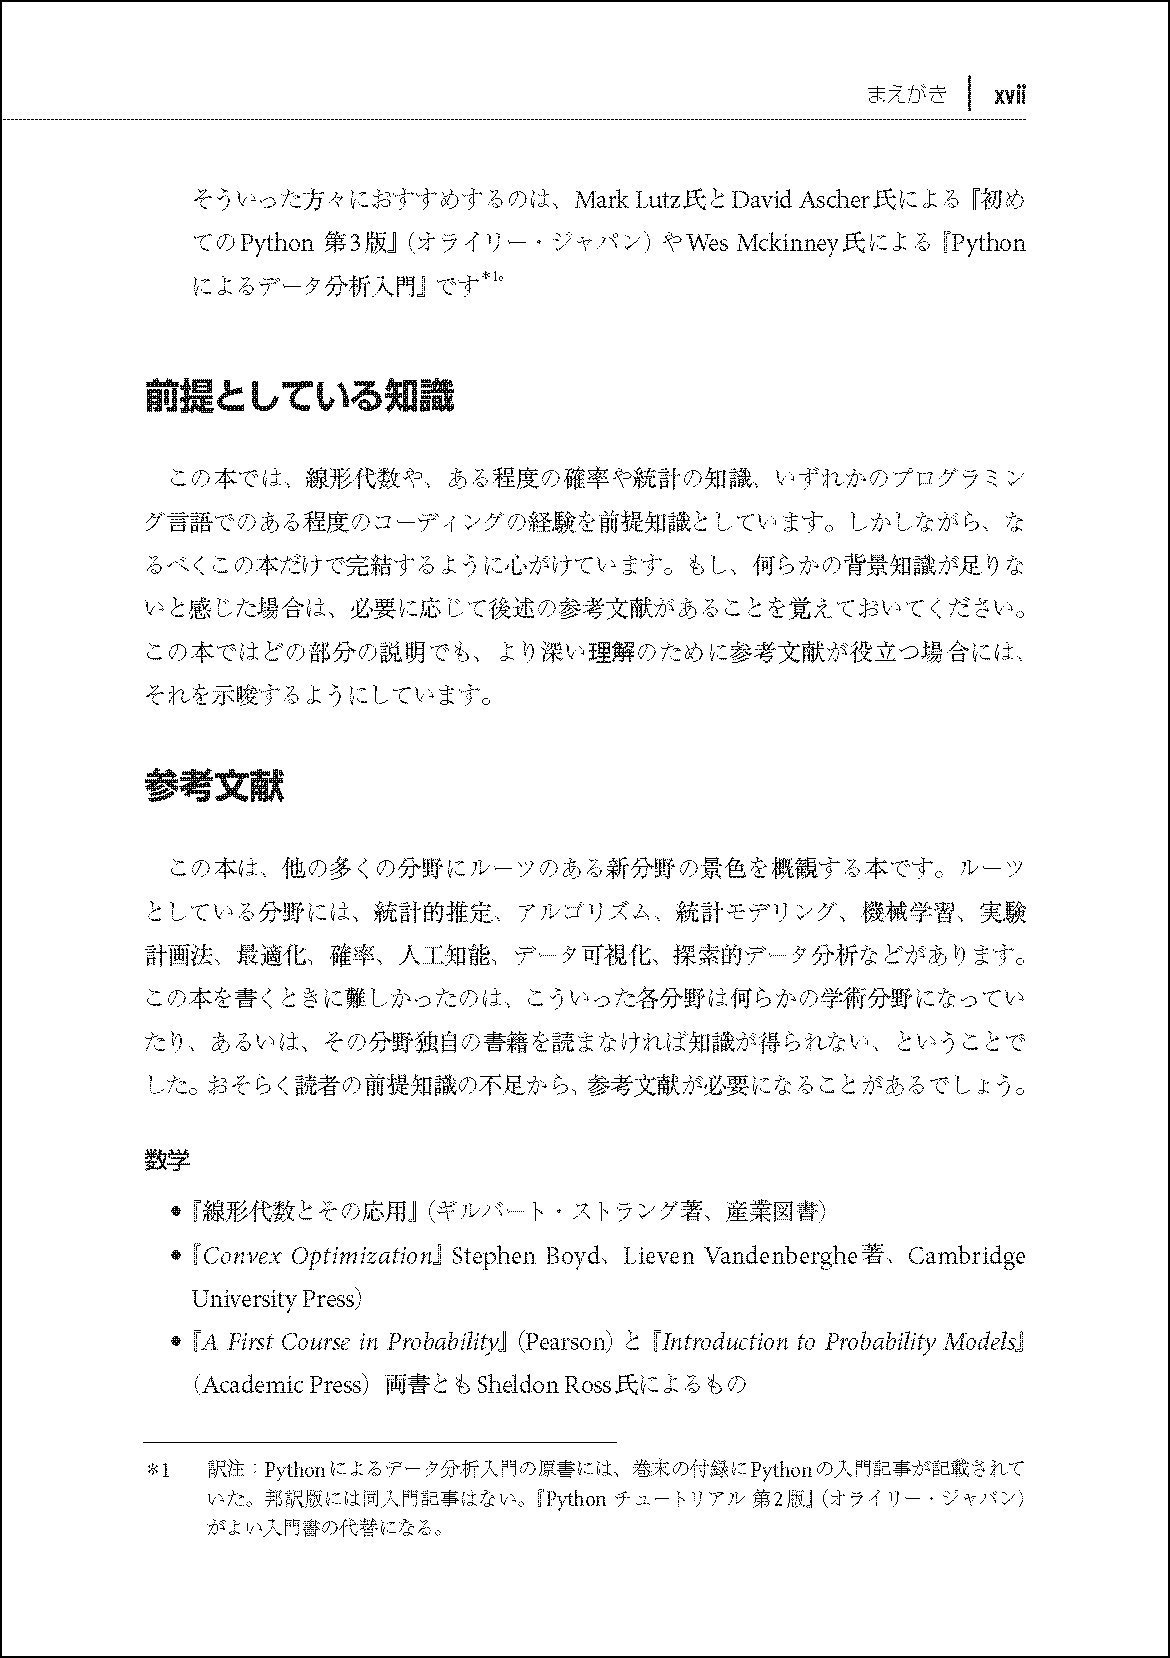 まえがき | xvii
そういった方々におすすめするのは、Mark Lutz氏とDavid Ascher氏による『初め
てのPython 第3版』（オライリー・ジャパン）やWes Mckinney氏による『Python
によるデータ分析入門』です*1。
前提としている知識
この本では、線形代数や、ある程度の確率や統計の知識、いずれかのプログラミン
グ言語でのある程度のコーディングの経験を前提知識としています。しかしながら、な
るべくこの本だけで完結するように心がけています。もし、何らかの背景知識が足りな
いと感じた場合は、必要に応じて後述の参考文献があることを覚えておいてください。
この本ではどの部分の説明でも、より深い理解のために参考文献が役立つ場合には、
それを示唆するようにしています。
参考文献
この本は、他の多くの分野にルーツのある新分野の景色を概観する本です。ルーツ
としている分野には、統計的推定、アルゴリズム、統計モデリング、機械学習、実験
計画法、最適化、確率、人工知能、データ可視化、探索的データ分析などがあります。
この本を書くときに難しかったのは、こういった各分野は何らかの学術分野になってい
たり、あるいは、その分野独自の書籍を読まなければ知識が得られない、ということで
した。おそらく読者の前提知識の不足から、参考文献が必要になることがあるでしょう。
数学
●『線形代数とその応用』（ギルバート・ストラング著、産業図書）
●『Convex Optimization』Stephen Boyd、Lieven Vandenberghe著、Cambridge
University Press）
●『A First Course in Probability』（Pearson）と『Introduction to Probability Models』
（Academic Press）両書ともSheldon Ross氏によるもの
＊1 訳注：Pythonによるデータ分析入門の原書には、巻末の付録にPythonの入門記事が記載されて
いた。邦訳版には同入門記事はない。『Python チュートリアル 第2版』（オライリー・ジャパン）
がよい入門書の代替になる。